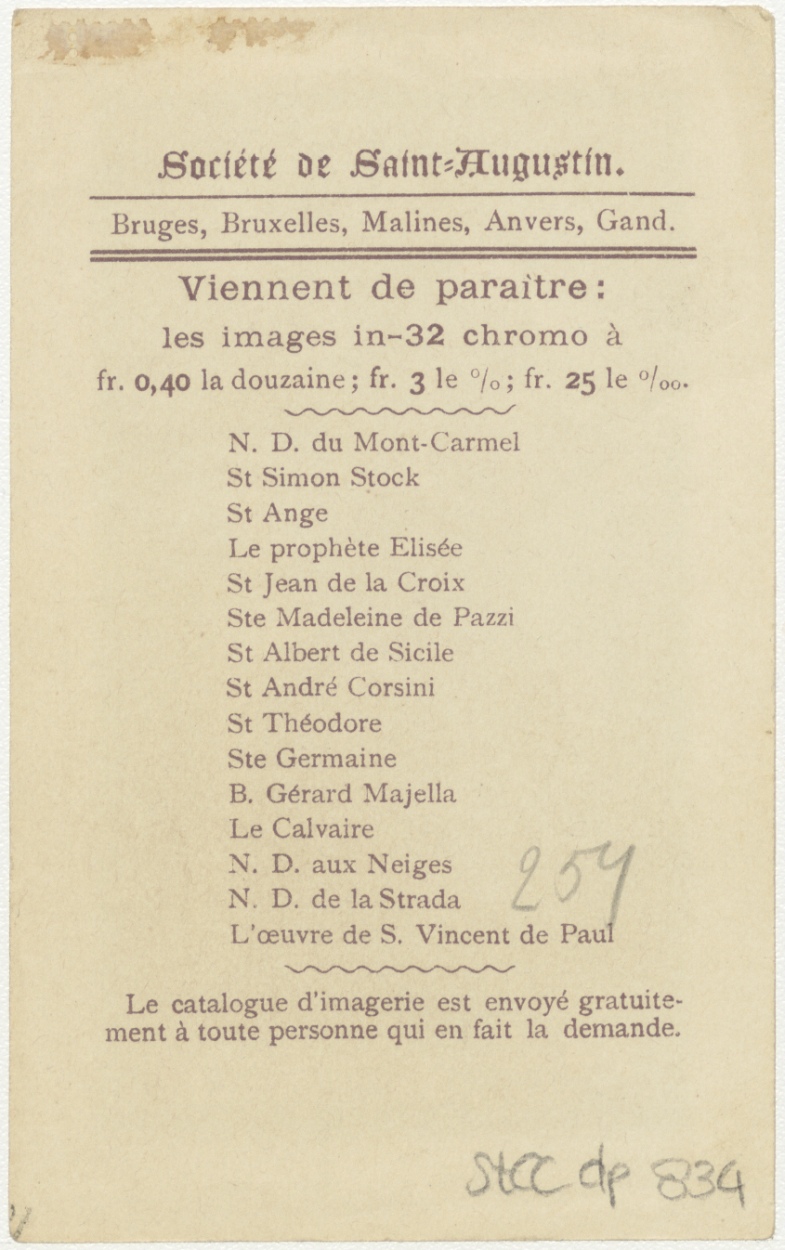 Société de Saint-Augustin.
Bruges, Bruxelles, Malines, Anvers, Gand.
Viennent de paraître :
les images in-32 chromo à
fr. 0,40 la douzaine ; fr. 3 le % ; fr. 25 le ‰.
N. D. du Mont-Carmel
St Simon Stock
St Ange
Le prophète Elisée
St Jean de la Croix
Ste Madeleine de Pazzi
St Albert de Sicile
St André Corsini
St Théodore
Ste Germaine
B. Gérard Majella
Le Calvaire
N. D. aux Neiges
N. D. de la Strada
L'œuvre de S. Vincent de Paul
Le catalogue d'imagerie est envoyé gratuite-
ment à toute personne qui en fait la demande.
dp 834